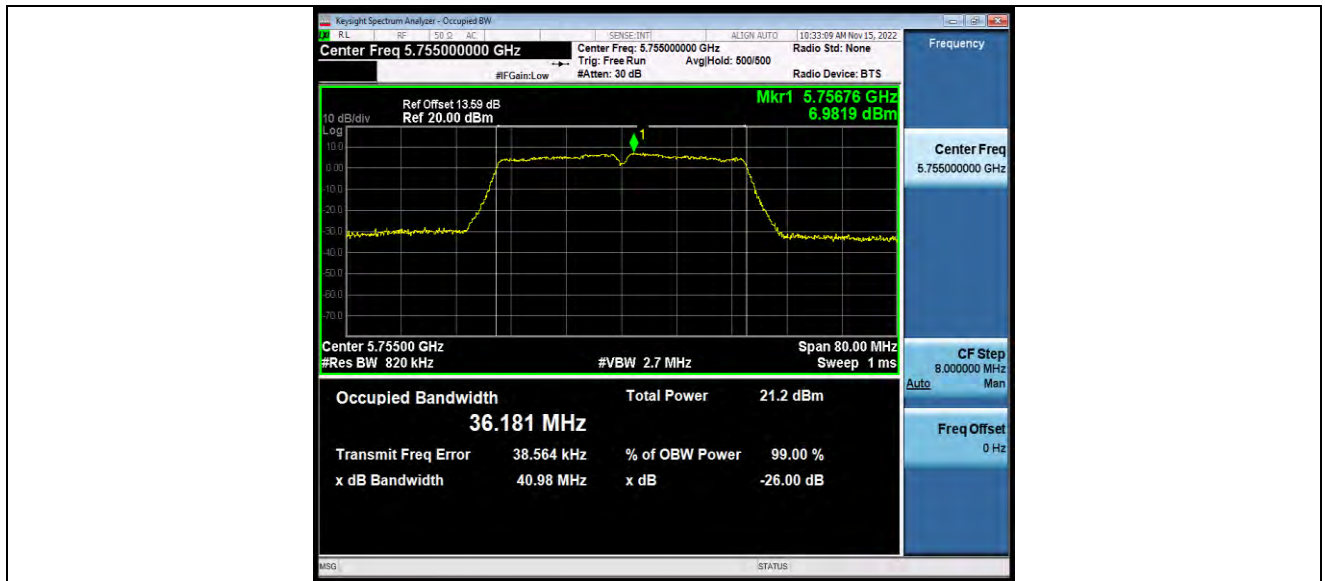 Keysight Spectrum Analyzer - Occupied BW
LXI RL RF 50 Ω AC SENSE:INT ALIGN AUTO 10:33:09 AM Nov 15, 2022
Center Freq 5.755000000 GHz
Center Freq: 5.755000000 GHz Radio Std: None
Trig: Free Run Avg|Hold: 500/500
#IFGain:Low #Atten: 30 dB Radio Device: BTS
Frequency
Mkr1 5.75676 GHz
6.9819 dBm
Ref Offset 13.59 dB
10 dB/div Ref 20.00 dBm
Log
1
10.0
0.00
-10.0
-20.0
-30.0
-40.0
-50.0
-60.0
-70.0
Center 5.75500 GHz Span 80.00 MHz
#Res BW 820 kHz #VBW 2.7 MHz Sweep 1 ms
Center Freq
5.755000000 GHz
CF Step
8.000000 MHz
Auto Man
Freq Offset
0 Hz
Occupied Bandwidth Total Power 21.2 dBm
36.181 MHz
Transmit Freq Error 38.564 kHz % of OBW Power 99.00 %
x dB Bandwidth 40.98 MHz x dB -26.00 dB
MSG STATUS